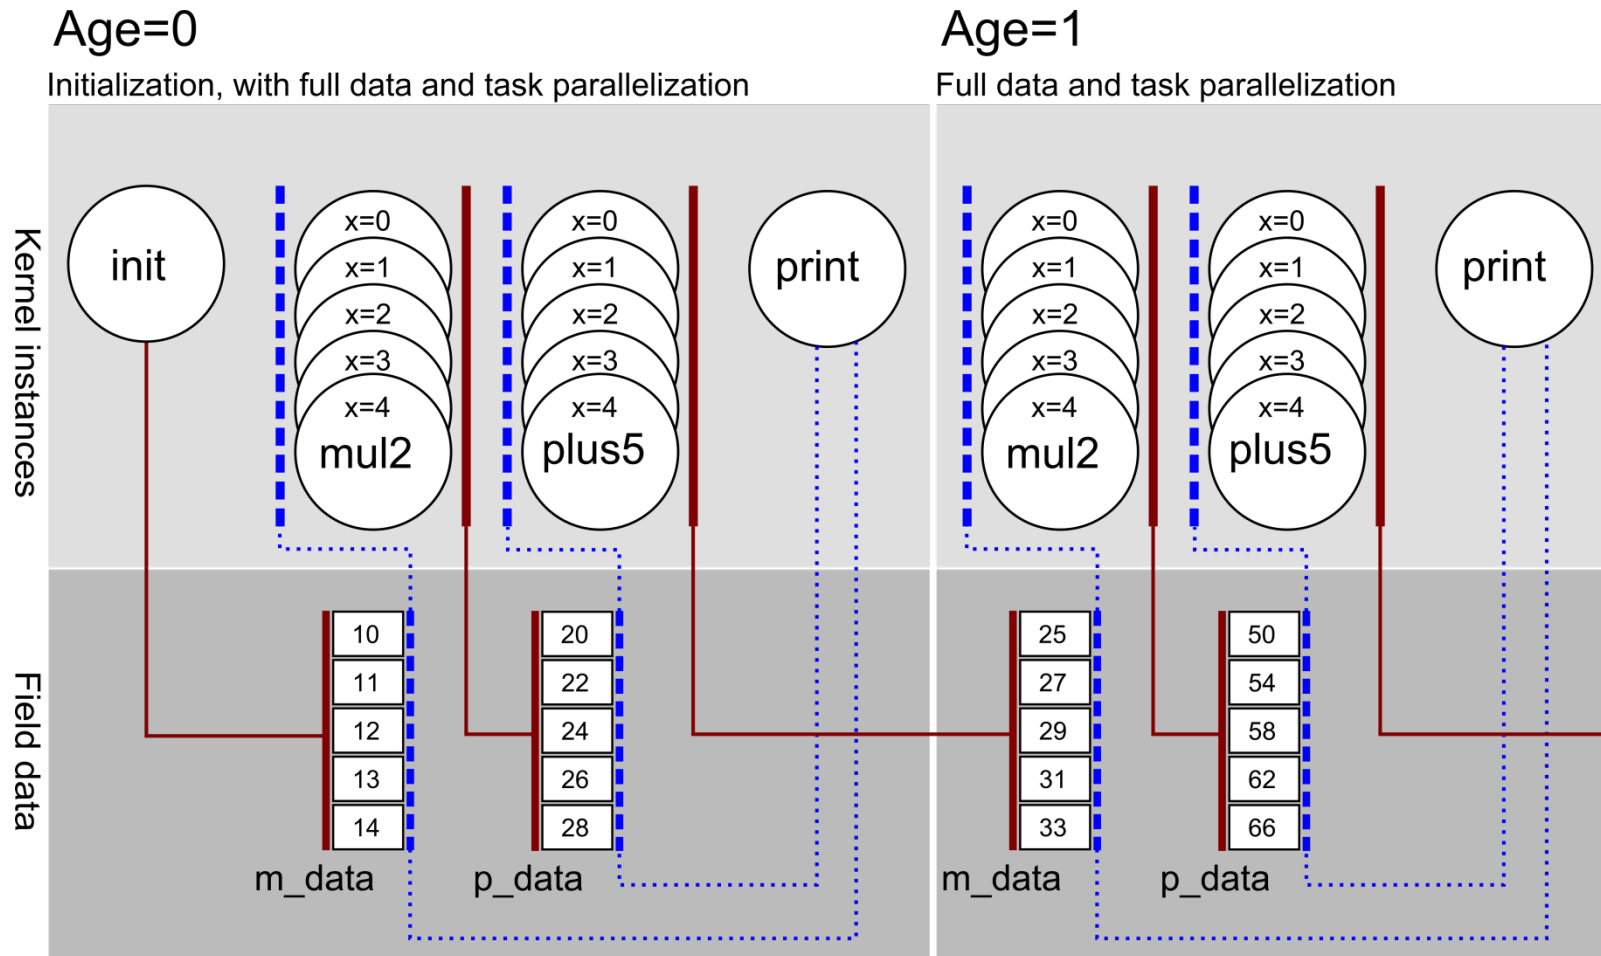 Age=0
Initialization, with full data and task parallelization
Age=1
Full data and task parallelization
Kernel instances
init
x=0
x=1
x=2
x=3
x=4
mul2
x=0
x=1
x=2
x=3
x=4
plus5
print
x=0
x=1
x=2
x=3
x=4
mul2
x=0
x=1
x=2
x=3
x=4
plus5
print
Field data
10
11
12
13
14
m_data
20
22
24
26
28
p_data
25
27
29
31
33
m_data
50
54
58
62
66
p_data